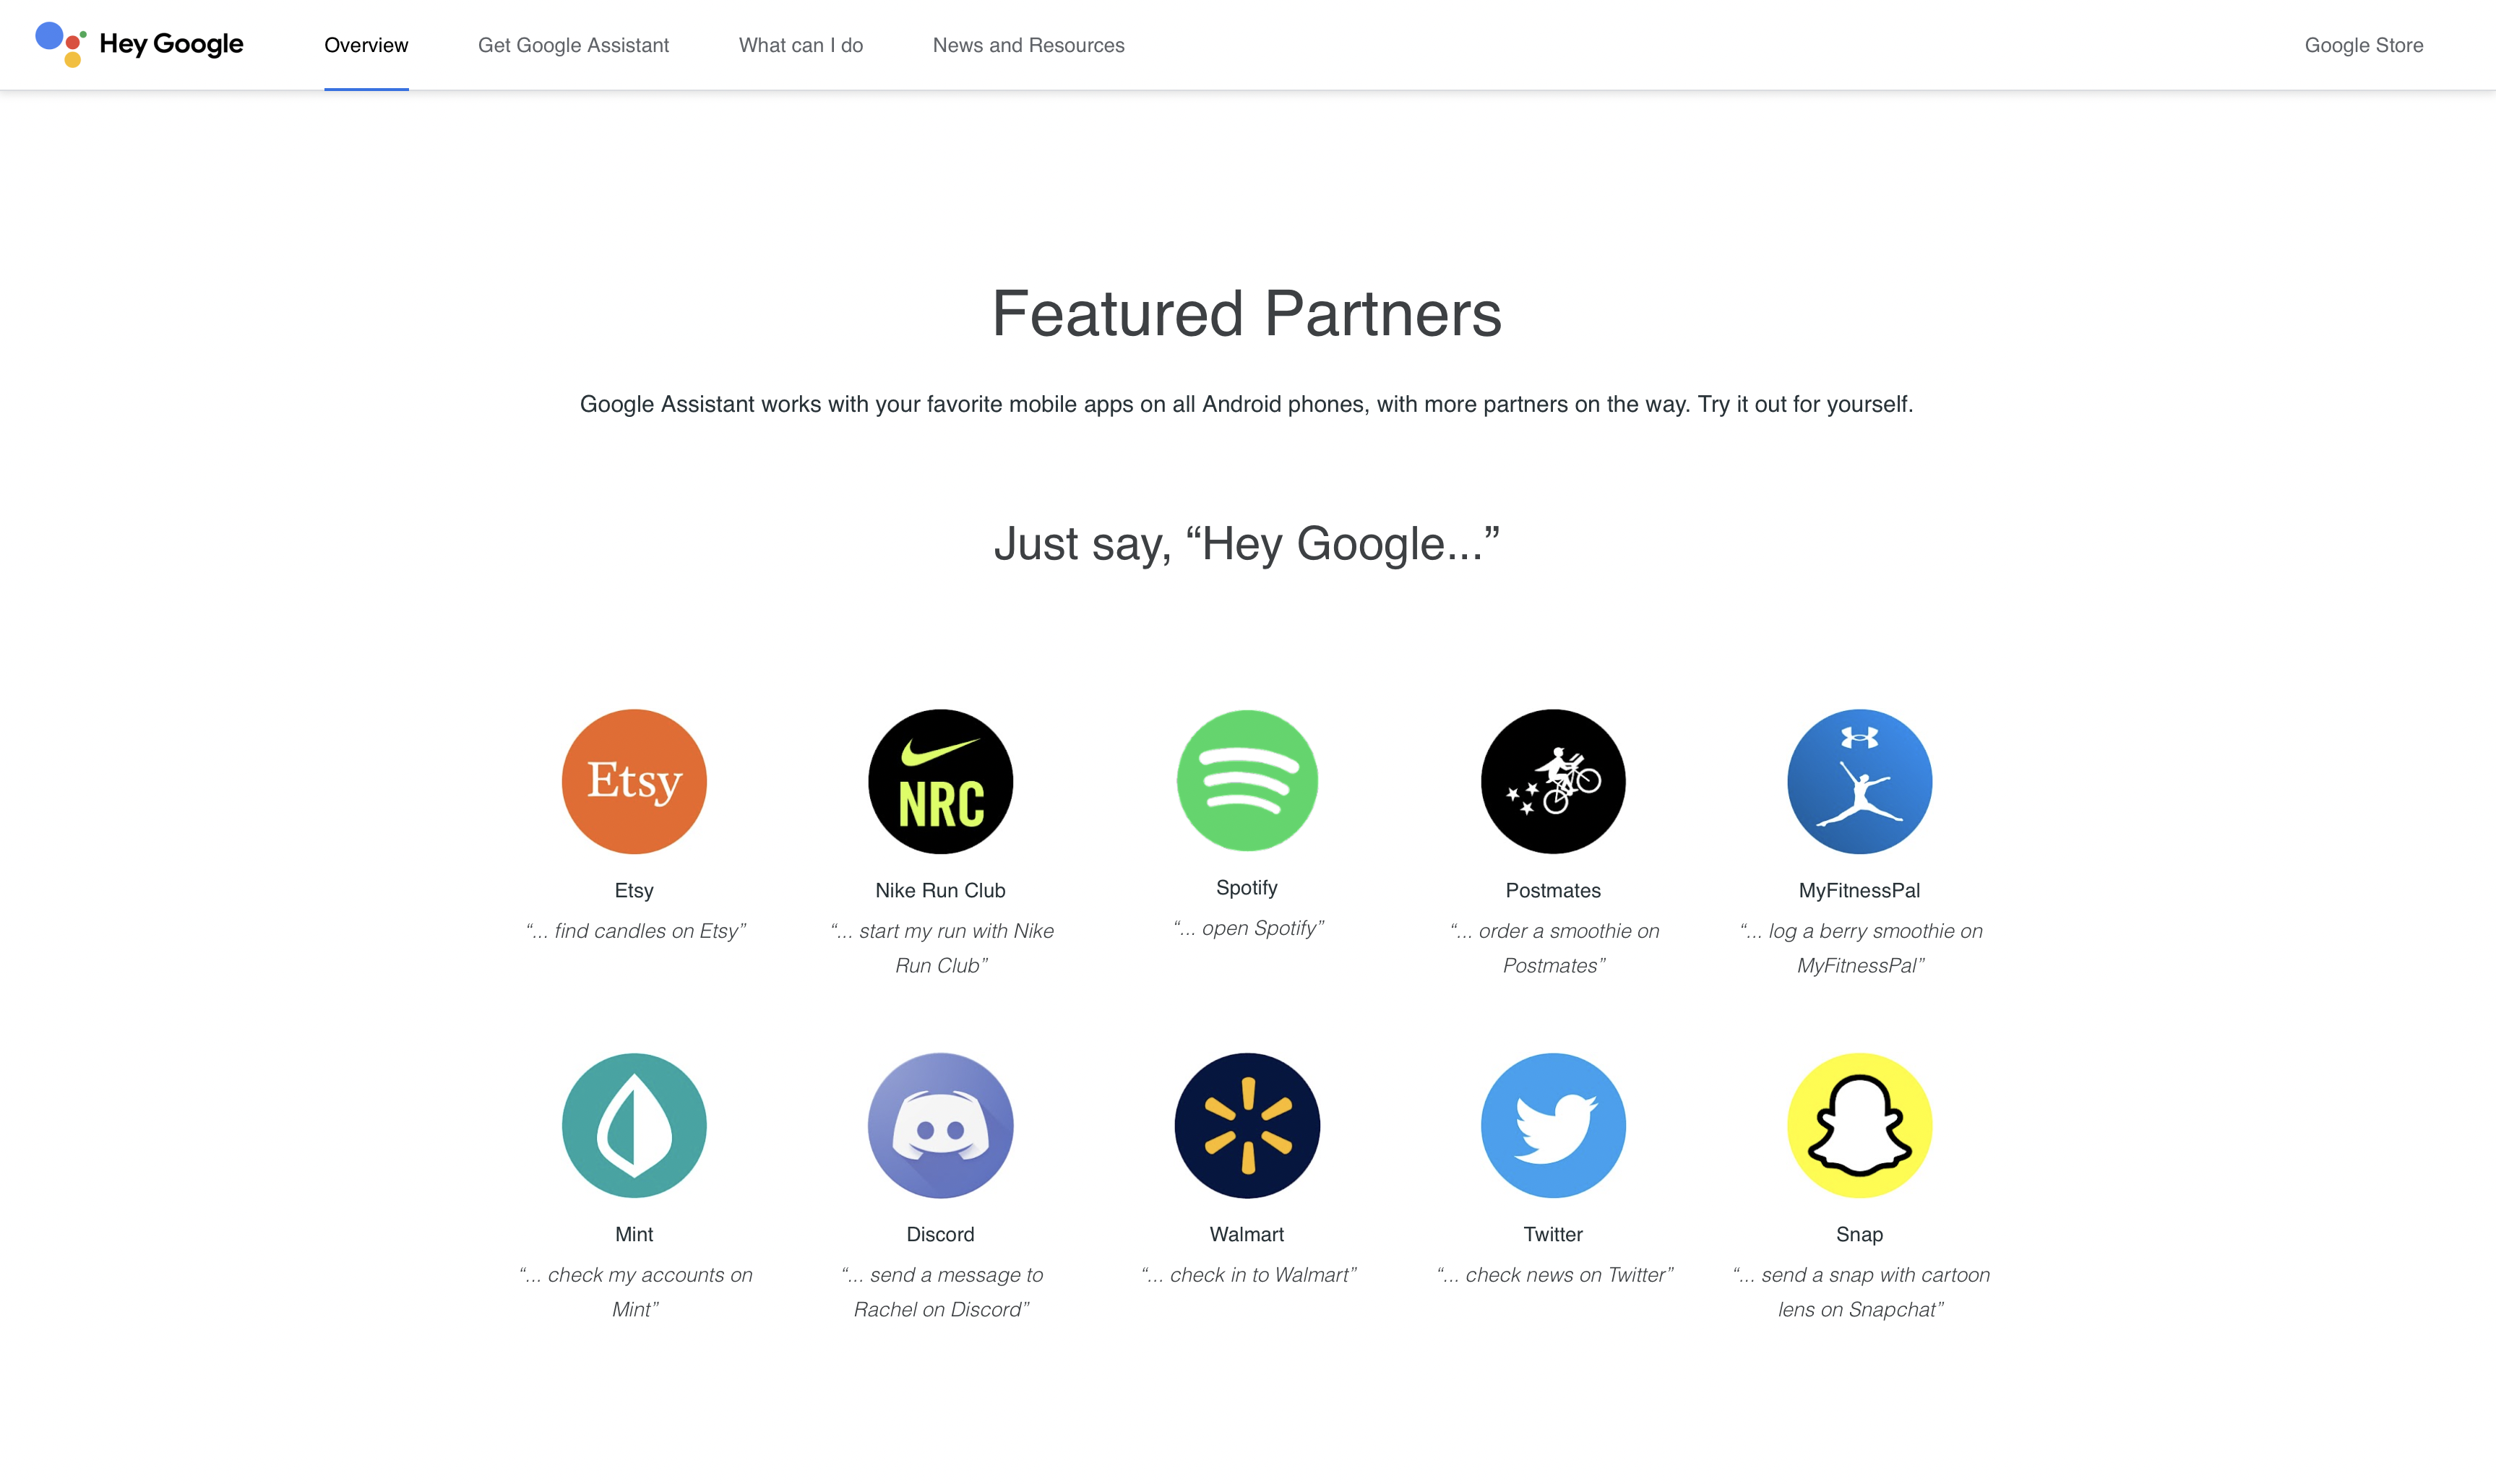 Hey Google
Overview
Get Google Assistant
What can I do
News and Resources
Google Store
Featured Partners
Google Assistant works with your favorite mobile apps on all Android phones, with more partners on the way. Try it out for yourself.
Just say, “Hey Google...”
Etsy
NRC
Etsy
“... find candles on Etsy”
Nike Run Club
“... start my run with Nike
Run Club”
Spotify
“... open Spotify”
Postmates
“... order a smoothie on
Postmates”
MyFitnessPal
“... log a berry smoothie on
MyFitnessPal”
Mint
“... check my accounts on
Mint”
Discord
“... send a message to
Rachel on Discord”
Walmart
“... check in to Walmart”
Twitter
“... check news on Twitter”
Snap
“... send a snap with cartoon
lens on Snapchat”